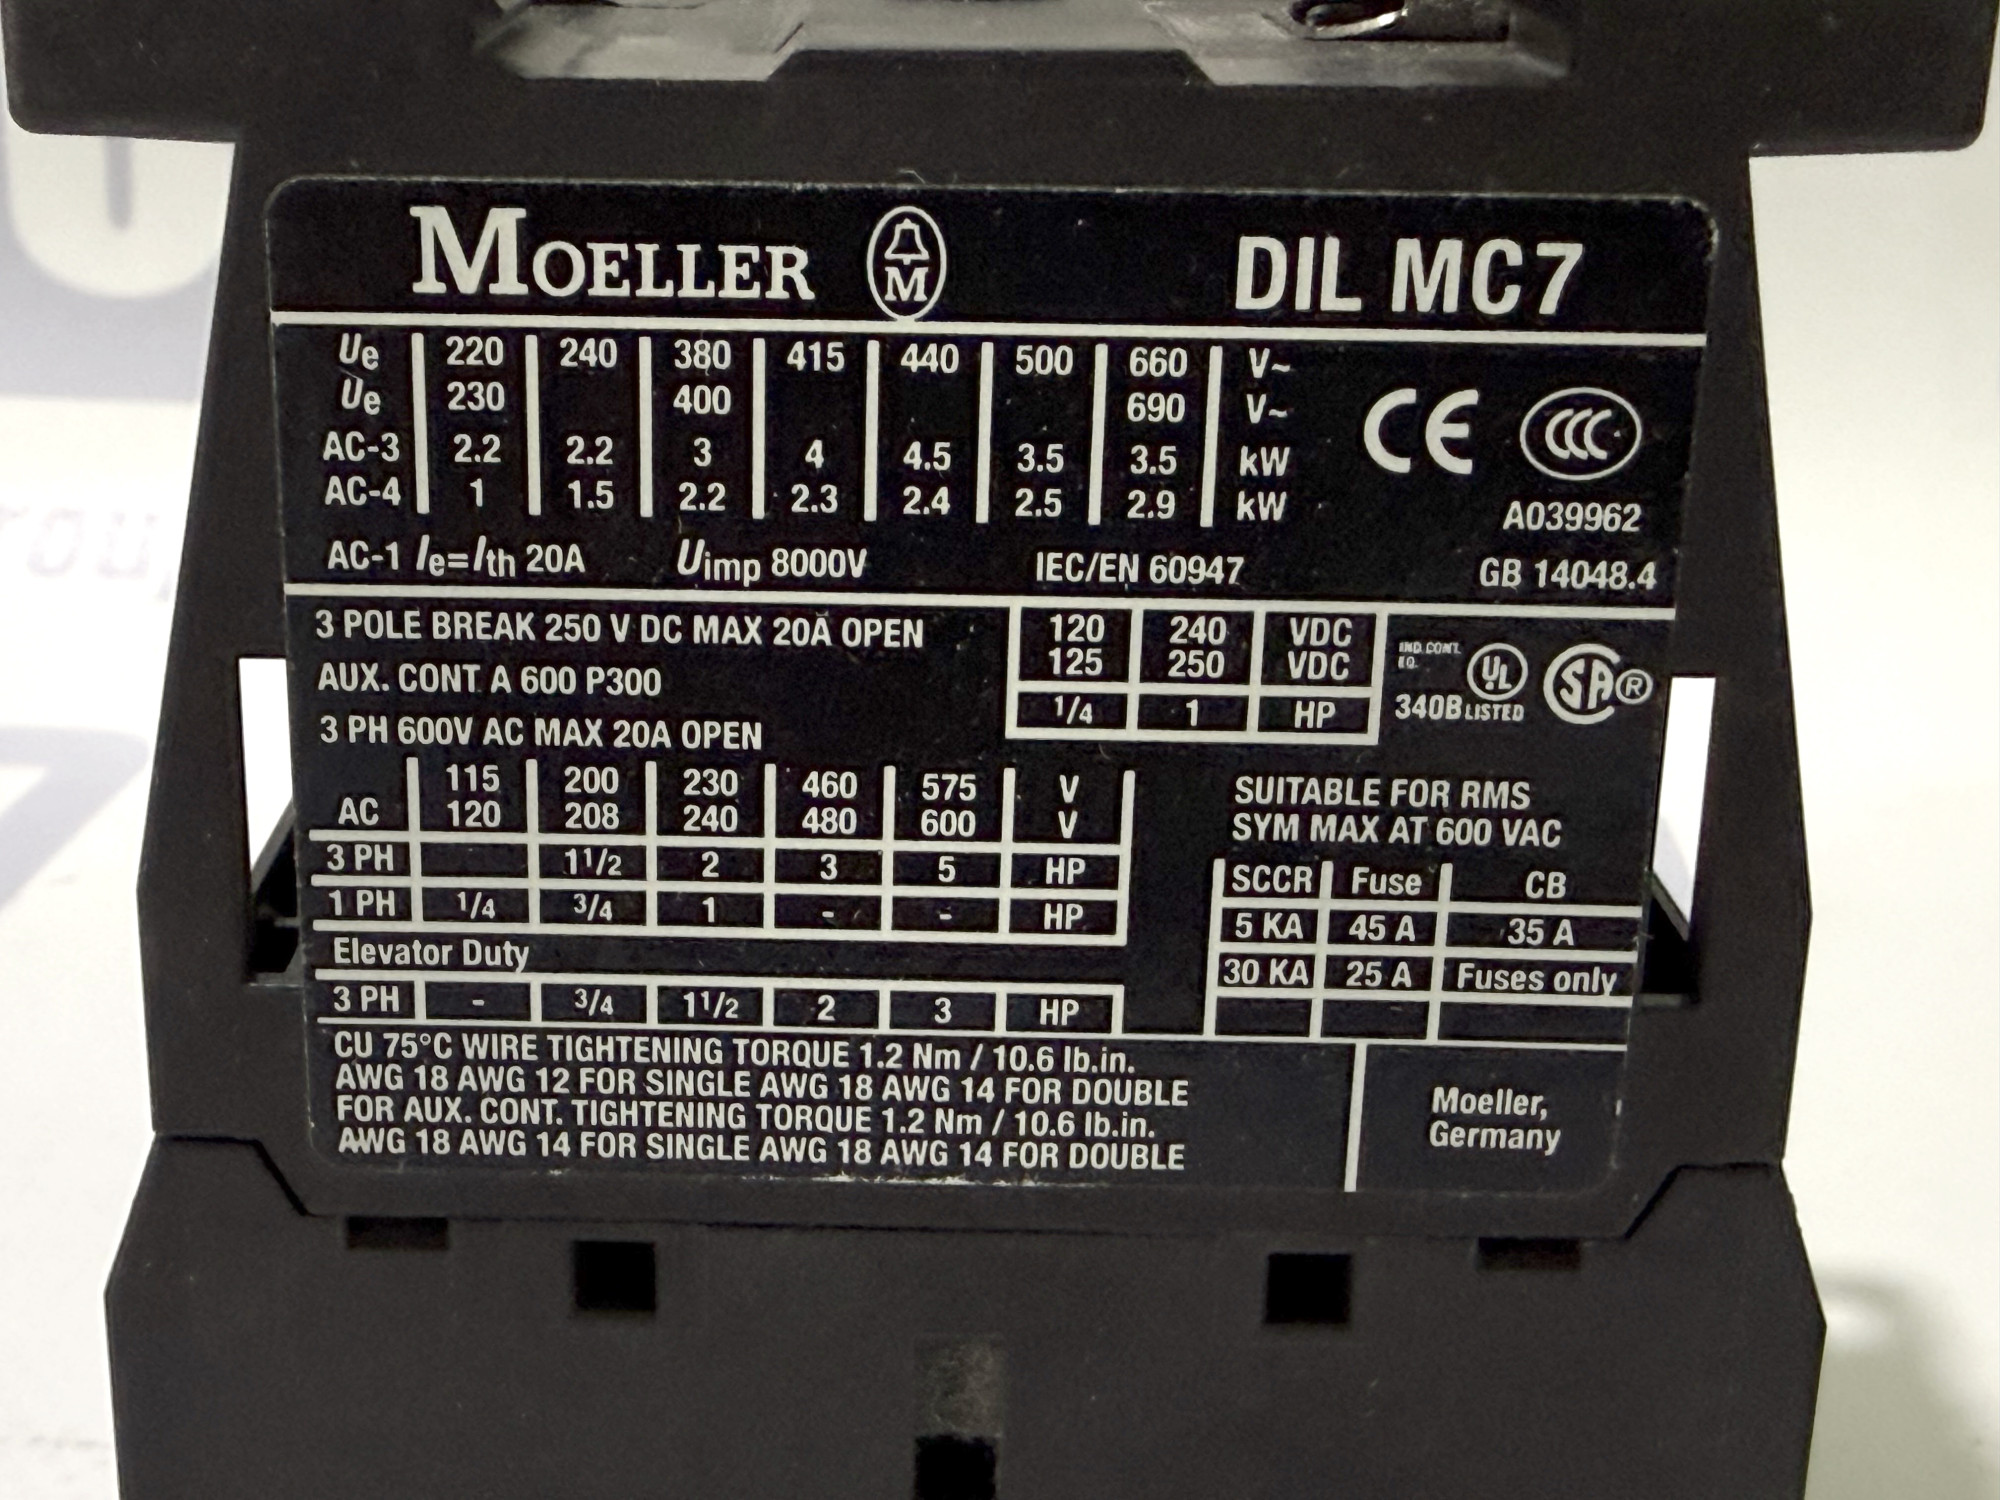 MOELLER M DIL MC7
Ue 220 240 380 415 440 500 660 V~
Ue 230 400 690 V~
AC-3 2.2 2.2 3 4 4.5 3.5 3.5 kW
AC-4 1 1.5 2.2 2.3 2.4 2.5 2.9 kW
CE CCC
A039962
AC-1 Ie=Ith 20A Uimp 8000V IEC/EN 60947 GB 14048.4
3 POLE BREAK 250 V DC MAX 20A OPEN
AUX. CONT. A 600 P300
3 PH 600V AC MAX 20A OPEN
120 240 VDC
125 250 VDC
1/4 1 HP
IND. CONT.
EQ.
340B UL LISTED SA®
115 200 230 460 575 V
AC 120 208 240 480 600 V
3 PH 1 1/2 2 3 5 HP
1 PH 1/4 3/4 1 - - HP
Elevator Duty
3 PH - 3/4 1 1/2 2 3 HP
SUITABLE FOR RMS
SYM MAX AT 600 VAC
SCCR Fuse CB
5 KA 45 A 35 A
30 KA 25 A Fuses only
CU 75°C WIRE TIGHTENING TORQUE 1.2 Nm / 10.6 lb.in.
AWG 18 AWG 12 FOR SINGLE AWG 18 AWG 14 FOR DOUBLE
FOR AUX. CONT. TIGHTENING TORQUE 1.2 Nm / 10.6 lb.in.
AWG 18 AWG 14 FOR SINGLE AWG 18 AWG 14 FOR DOUBLE
Moeller,
Germany